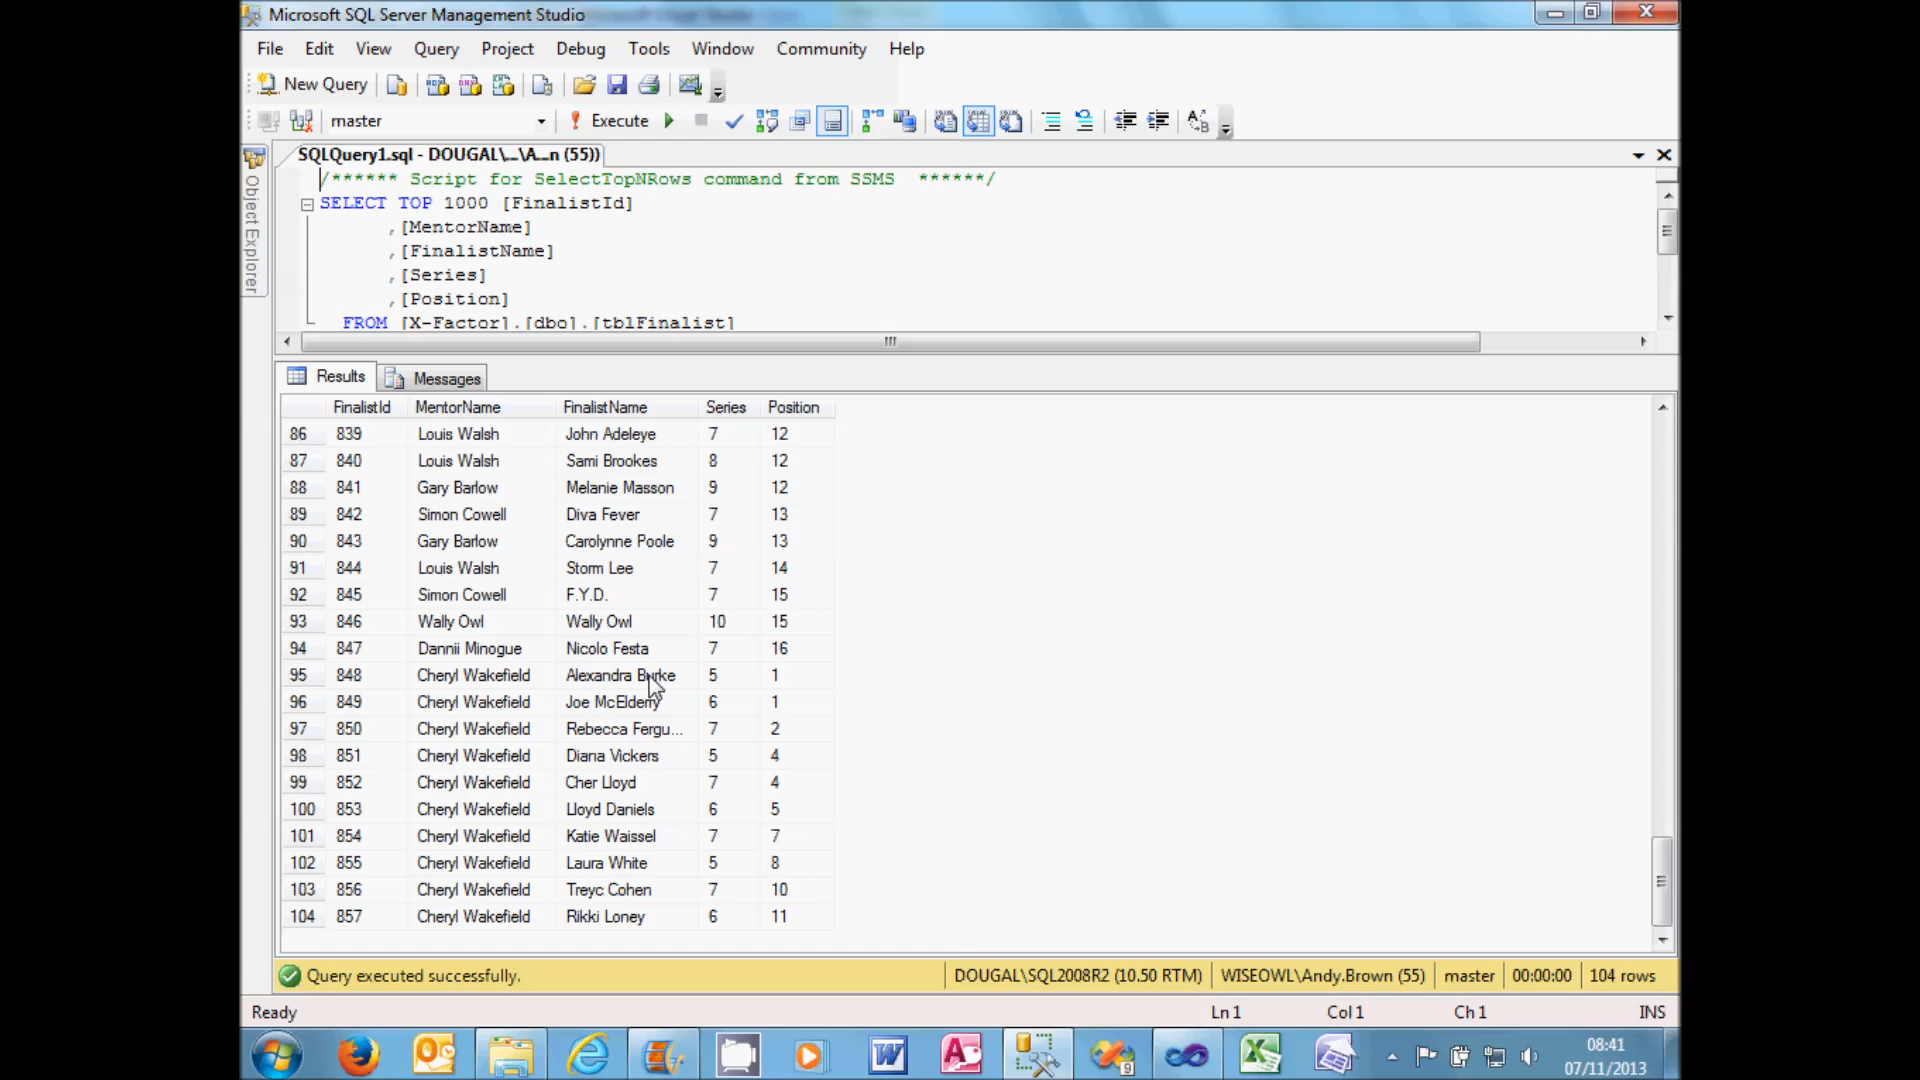 Microsoft SQL Server Management Studio
File Edit View Query Project Debug Tools Window Community Help
New Query
master Execute
SQLQuery1.sql - DOUGAL\...\A...n (55))
Object Explorer
/****** Script for SelectTopNRows command from SSMS ******/
SELECT TOP 1000 [FinalistId]
,[MentorName]
,[FinalistName]
,[Series]
,[Position]
FROM [X-Factor].[dbo].[tblFinalist]
Results Messages
FinalistId MentorName FinalistName Series Position
86 839 Louis Walsh John Adeleye 7 12
87 840 Louis Walsh Sami Brookes 8 12
88 841 Gary Barlow Melanie Masson 9 12
89 842 Simon Cowell Diva Fever 7 13
90 843 Gary Barlow Carolynne Poole 9 13
91 844 Louis Walsh Storm Lee 7 14
92 845 Simon Cowell F.Y.D. 7 15
93 846 Wally Owl Wally Owl 10 15
94 847 Dannii Minogue Nicolo Festa 7 16
95 848 Cheryl Wakefield Alexandra Burke 5 1
96 849 Cheryl Wakefield Joe McElderry 6 1
97 850 Cheryl Wakefield Rebecca Fergu... 7 2
98 851 Cheryl Wakefield Diana Vickers 5 4
99 852 Cheryl Wakefield Cher Lloyd 7 4
100 853 Cheryl Wakefield Lloyd Daniels 6 5
101 854 Cheryl Wakefield Katie Waissel 7 7
102 855 Cheryl Wakefield Laura White 5 8
103 856 Cheryl Wakefield Treyc Cohen 7 10
104 857 Cheryl Wakefield Rikki Loney 6 11
Query executed successfully. DOUGAL\SQL2008R2 (10.50 RTM) WISEOWL\Andy.Brown (55) master 00:00:00 104 rows
Ready Ln 1 Col 1 Ch 1 INS
08:41
07/11/2013